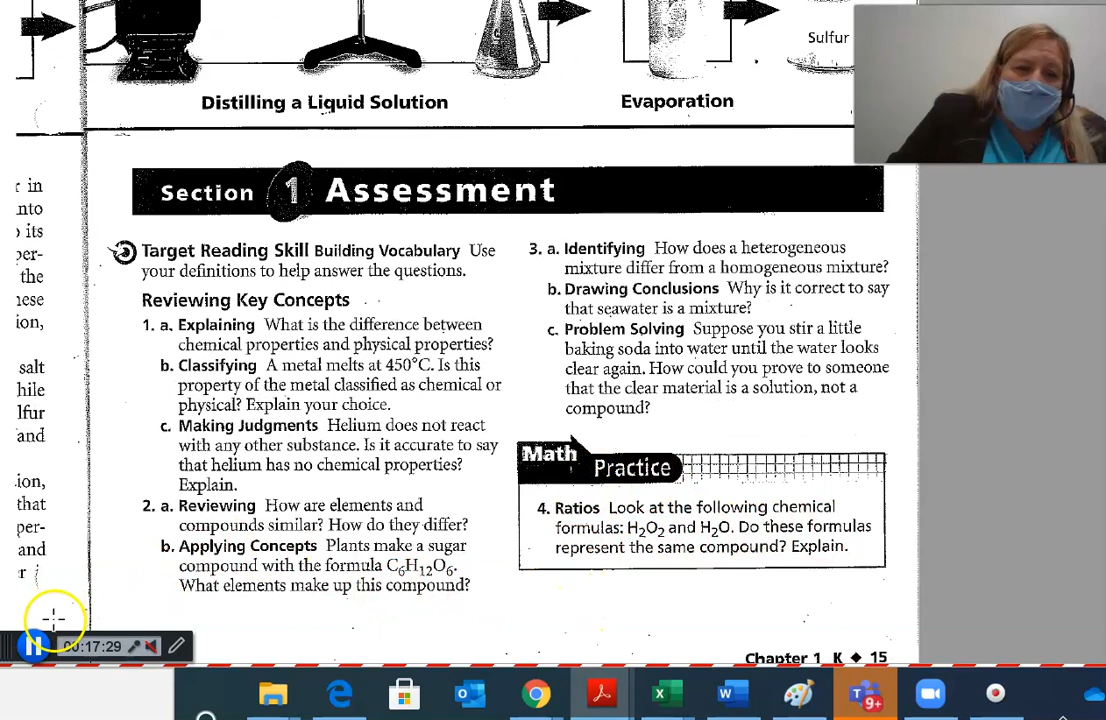 Sulfur
Distilling a Liquid Solution
Evaporation
r in
nto
its
per-
the
nese
ion,
salt
hile
lfur
and
ion,
that
per-
and
Section 1 Assessment
Target Reading Skill Building Vocabulary Use
your definitions to help answer the questions.
Reviewing Key Concepts
1. a. Explaining What is the difference between
chemical properties and physical properties?
b. Classifying A metal melts at 450°C. Is this
property of the metal classified as chemical or
physical? Explain your choice.
c. Making Judgments Helium does not react
with any other substance. Is it accurate to say
that helium has no chemical properties?
Explain.
2. a. Reviewing How are elements and
compounds similar? How do they differ?
b. Applying Concepts Plants make a sugar
compound with the formula C₆H₁₂O₆.
What elements make up this compound?
3. a. Identifying How does a heterogeneous
mixture differ from a homogeneous mixture?
b. Drawing Conclusions Why is it correct to say
that seawater is a mixture?
c. Problem Solving Suppose you stir a little
baking soda into water until the water looks
clear again. How could you prove to someone
that the clear material is a solution, not a
compound?
Math Practice
4. Ratios Look at the following chemical
formulas: H₂O₂ and H₂O. Do these formulas
represent the same compound? Explain.
Chapter 1 K ◆ 15
00:17:29
9+